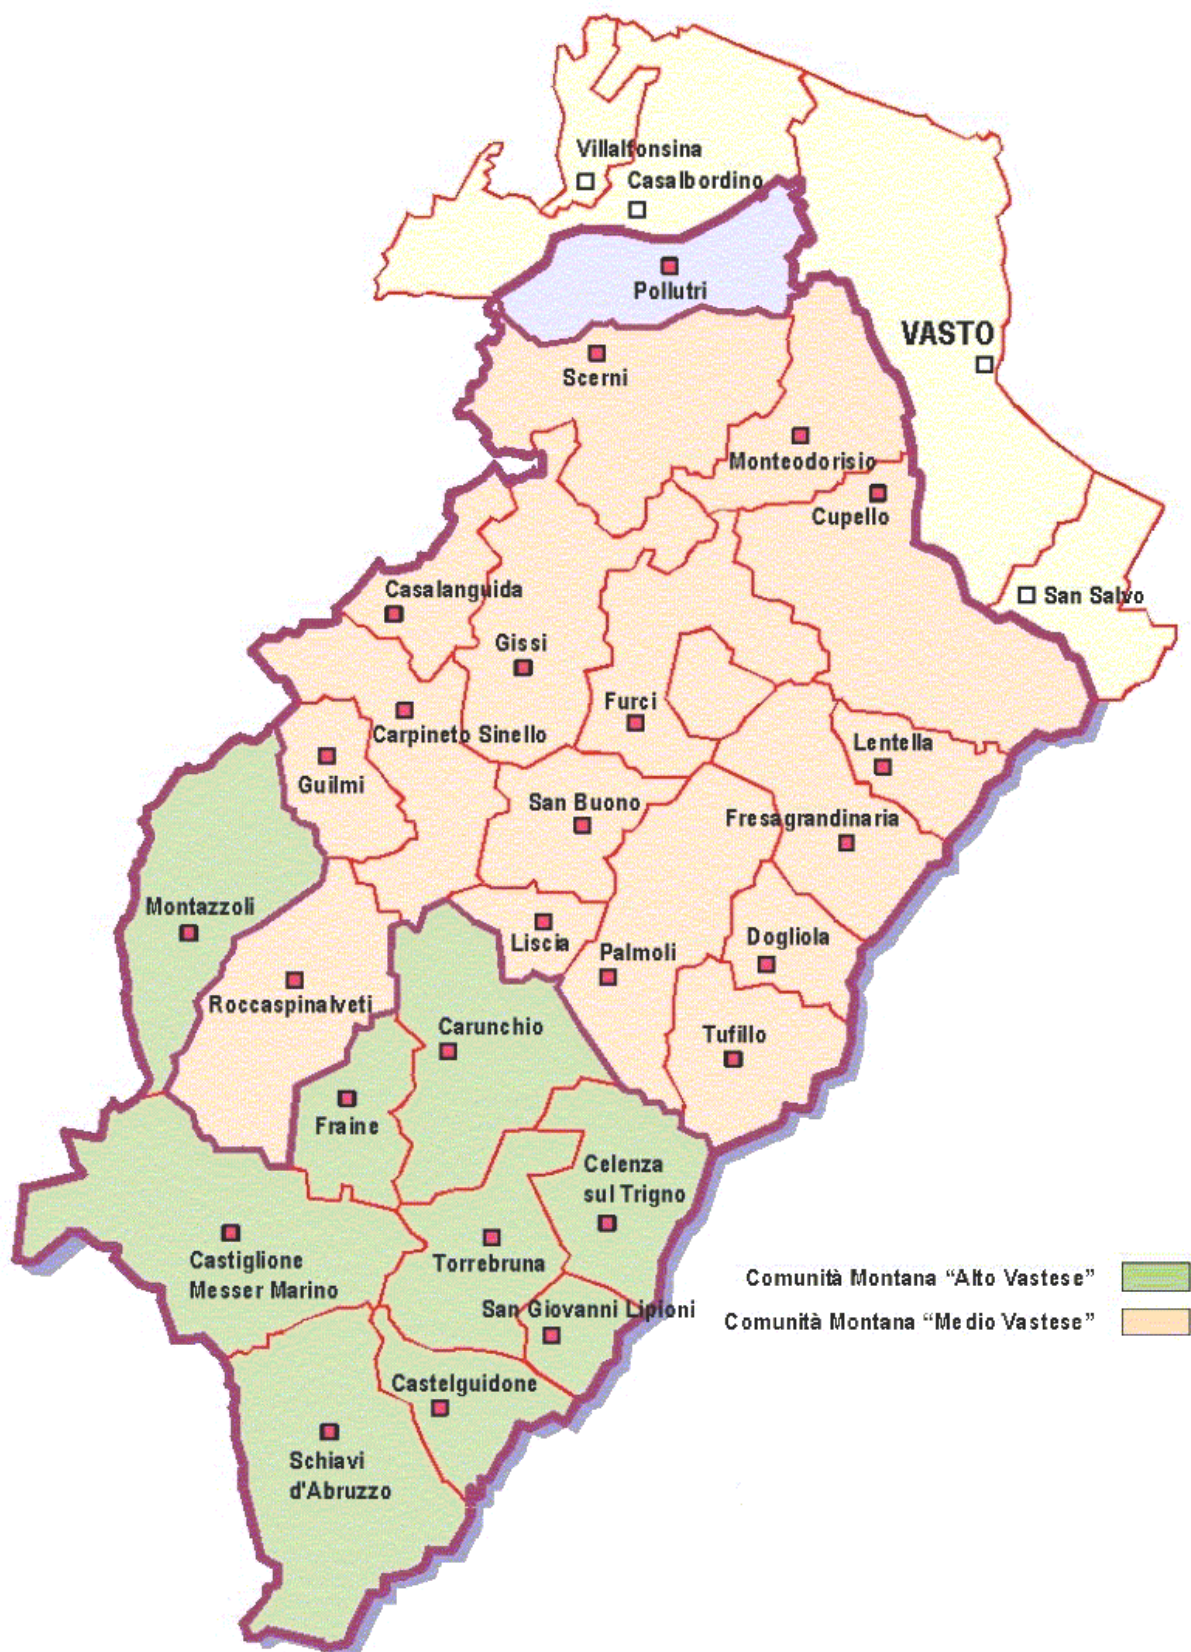 Villalfonsina
Casalbordino
Pollutri
VASTO
Scerni
Monteodorisio
Cupello
Casalanguida
San Salvo
Gissi
Furci
Carpineto Sinello
Lentella
Guilmi
San Buono
Fresagrandinaria
Montazzoli
Liscia
Dogliola
Palmoli
Roccaspinalveti
Carunchio
Tufillo
Fraine
Celenza
sul Trigno
Castiglione
Messer Marino
Torrebruna
San Giovanni Lipioni
Castelguidone
Schiavi
d'Abruzzo
Comunità Montana “Alto Vastese”
Comunità Montana “Medio Vastese”